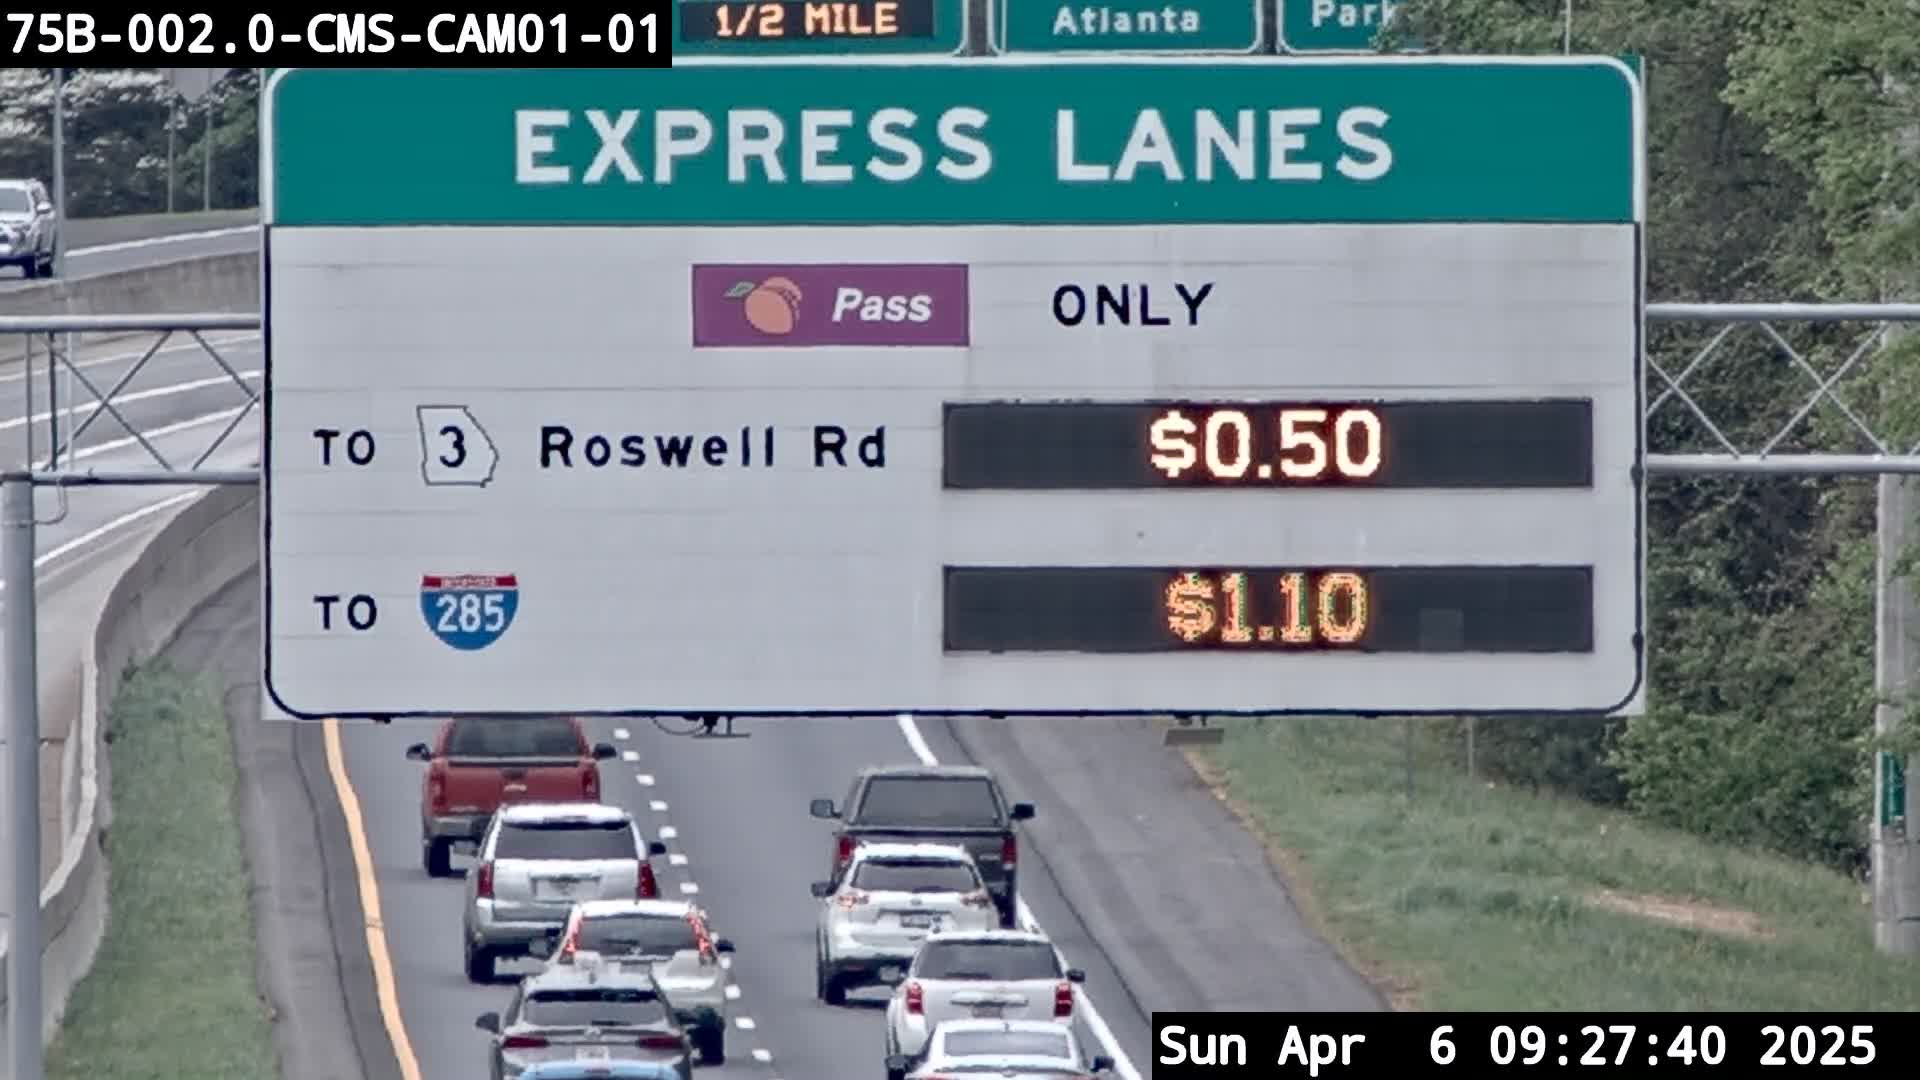 75B-002.0-CMS-CAM01-01
1/2 MILE
Atlanta
Park
EXPRESS LANES
Pass ONLY
TO 3 Roswell Rd $0.50
TO 285 $1.10
Sun Apr 6 09:27:40 2025